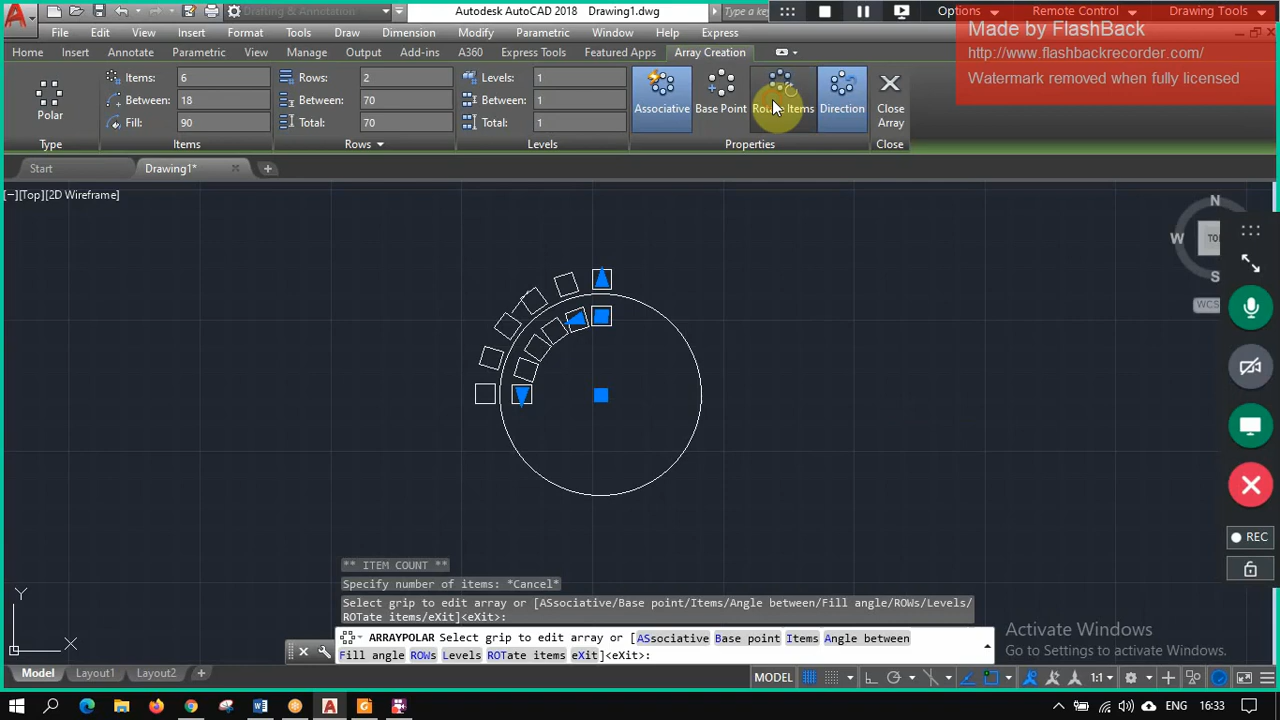 Drafting & Annotation
Autodesk AutoCAD 2018 Drawing1.dwg
Type a key
Options
Remote Control
Drawing Tools
File Edit View Insert Format Tools Draw Dimension Modify Parametric Window Help Express
Made by FlashBack
http://www.flashbackrecorder.com/
Watermark removed when fully licensed
Home Insert Annotate Parametric View Manage Output Add-ins A360 Express Tools Featured Apps Array Creation
Items: 6 Rows: 2 Levels: 1
Between: 18 Between: 70 Between: 1
Fill: 90 Total: 70 Total: 1
Polar
Associative Base Point Items Direction
Close
Array
Type Items Rows Levels Properties Close
Start Drawing1*
[−][Top][2D Wireframe]
N
W
S
WCS
REC
** ITEM COUNT **
Specify number of items: *Cancel*
Select grip to edit array or [ASsociative/Base point/Items/Angle between/Fill angle/ROWs/Levels/
ROTate items/eXit]<eXit>:
ARRAYPOLAR Select grip to edit array or [ASsociative Base point Items Angle between
Fill angle ROWs Levels ROTate items eXit]<eXit>:
Y
X
Activate Windows
Go to Settings to activate Windows.
Model Layout1 Layout2
MODEL
1:1
ENG 16:33